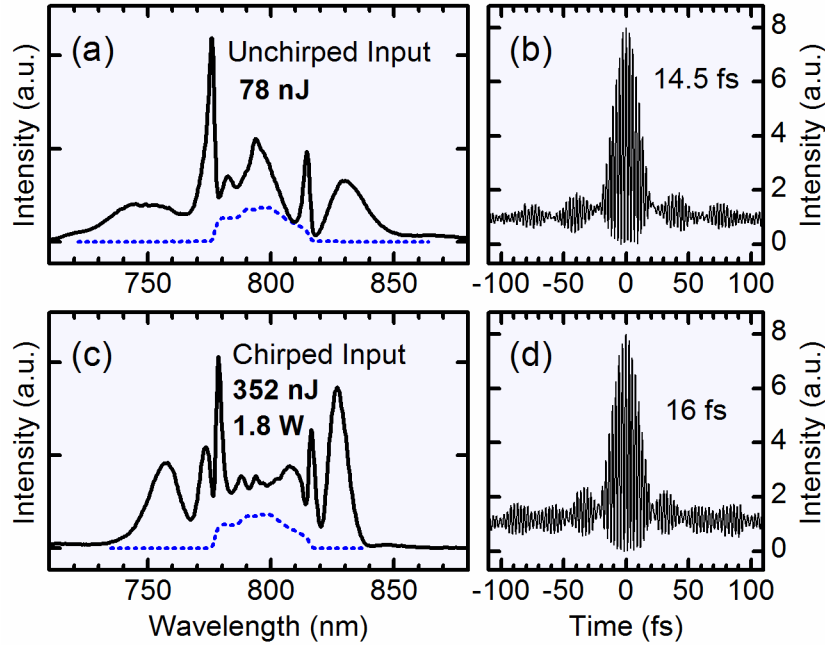 (a)
Unchirped Input
78 nJ
Intensity (a.u.)
750
800
850
(b)
14.5 fs
8
6
4
2
0
Intensity (a.u.)
-100
-50
0
50
100
(c)
Chirped Input
352 nJ
1.8 W
Intensity (a.u.)
750
800
850
Wavelength (nm)
(d)
16 fs
8
6
4
2
0
Intensity (a.u.)
-100
-50
0
50
100
Time (fs)